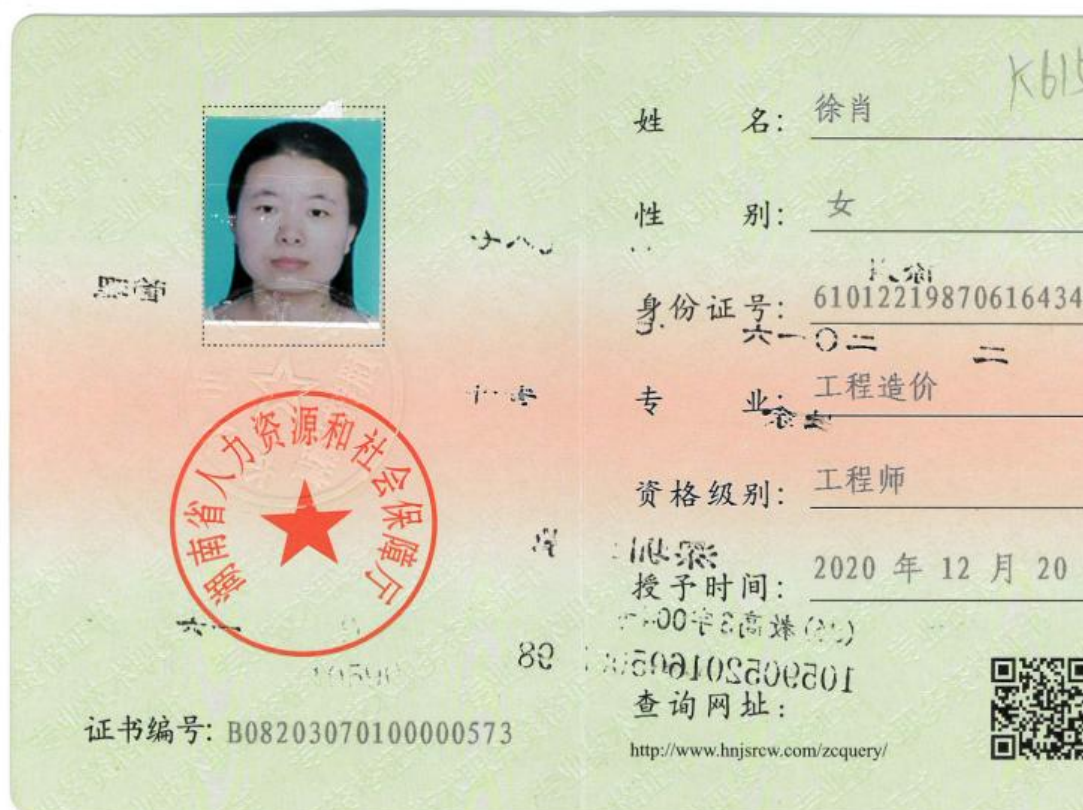 K615
姓名：徐肖
性别：女
身份证号：61012219870616434
专业：工程造价
资格级别：工程师
授予时间：2020 年 12 月 20
湖南省人力资源和社会保障厅
证书编号：B08203070100000573
查询网址：
http://www.hnjsrcw.com/zcquery/